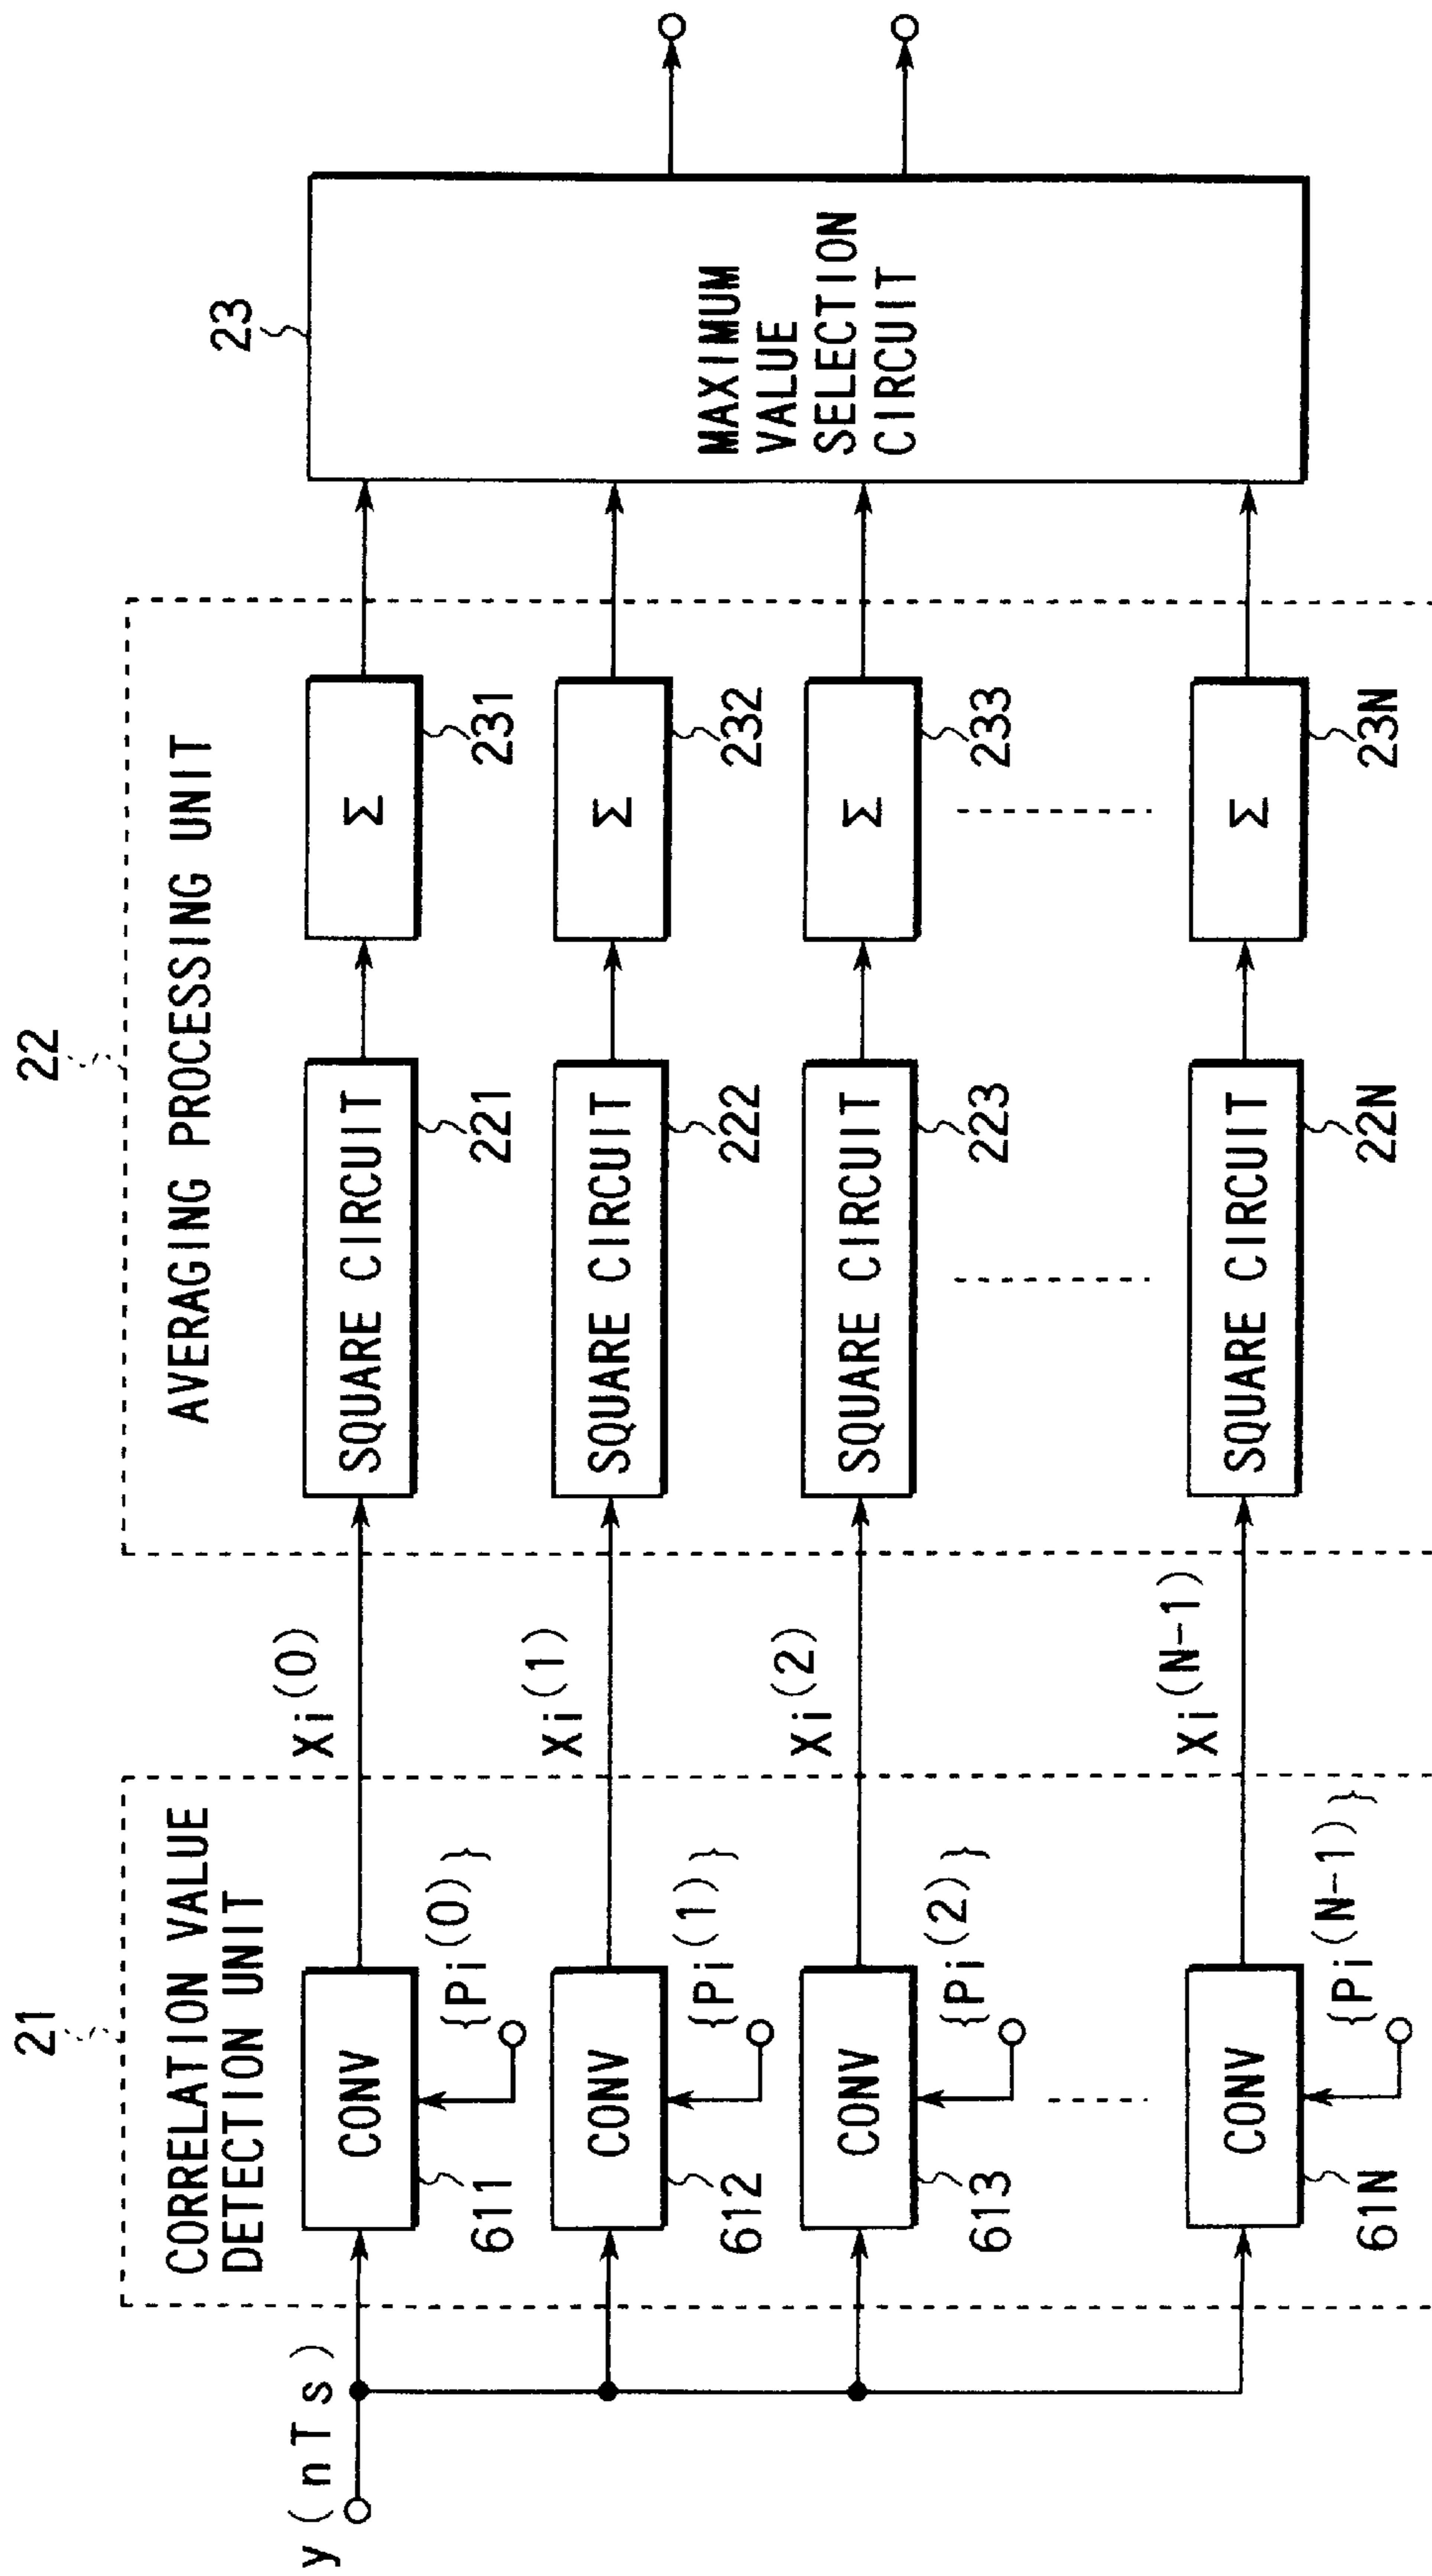 22
21
AVERAGING PROCESSING UNIT
CORRELATION VALUE
DETECTION UNIT
23
y(nTs)
CONV
611
{Pi(0)}
Xi(0)
SQUARE CIRCUIT
221
Σ
231
CONV
612
{Pi(1)}
Xi(1)
SQUARE CIRCUIT
222
Σ
232
CONV
613
{Pi(2)}
Xi(2)
SQUARE CIRCUIT
223
Σ
233
CONV
61N
{Pi(N-1)}
Xi(N-1)
SQUARE CIRCUIT
22N
Σ
23N
MAXIMUM
VALUE
SELECTION
CIRCUIT